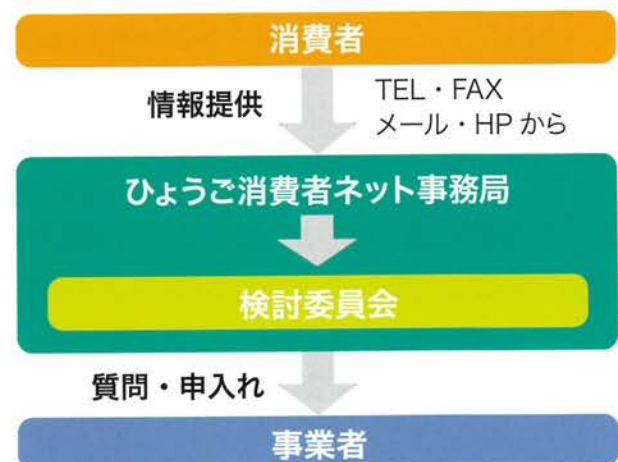 消費者
情報提供
TEL・FAX
メール・HPから
ひょうご消費者ネット事務局
検討委員会
質問・申入れ
事業者